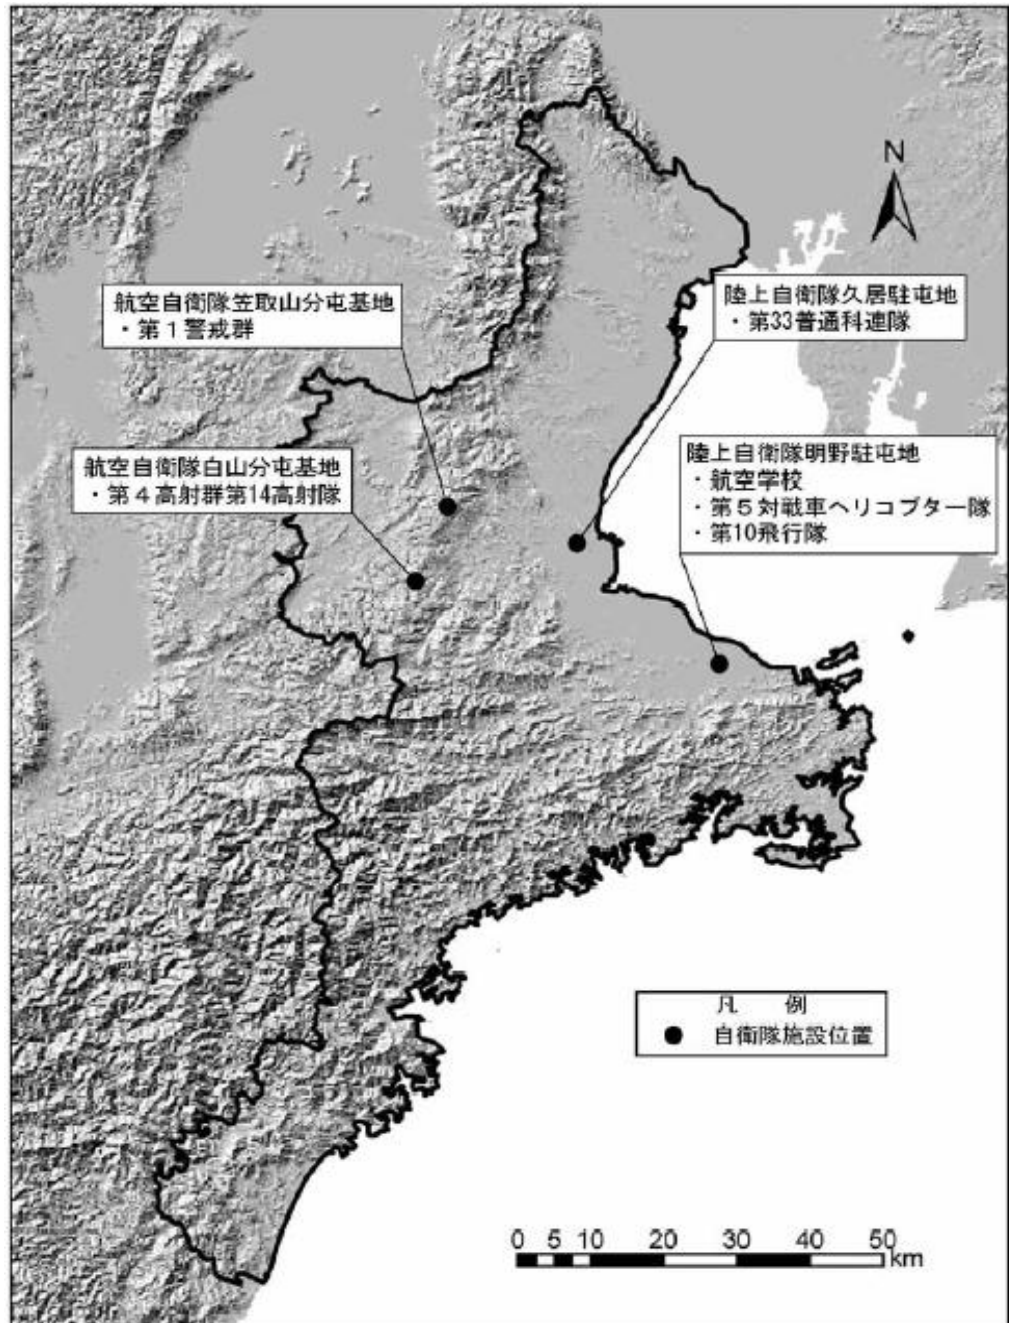 N
航空自衛隊笠取山分屯基地
・第1警戒群
陸上自衛隊久居駐屯地
・第33普通科連隊
航空自衛隊白山分屯基地
・第4高射群第14高射隊
陸上自衛隊明野駐屯地
・航空学校
・第5対戦車ヘリコプター隊
・第10飛行隊
凡 例
● 自衛隊施設位置
0 5 10 20 30 40 50
km